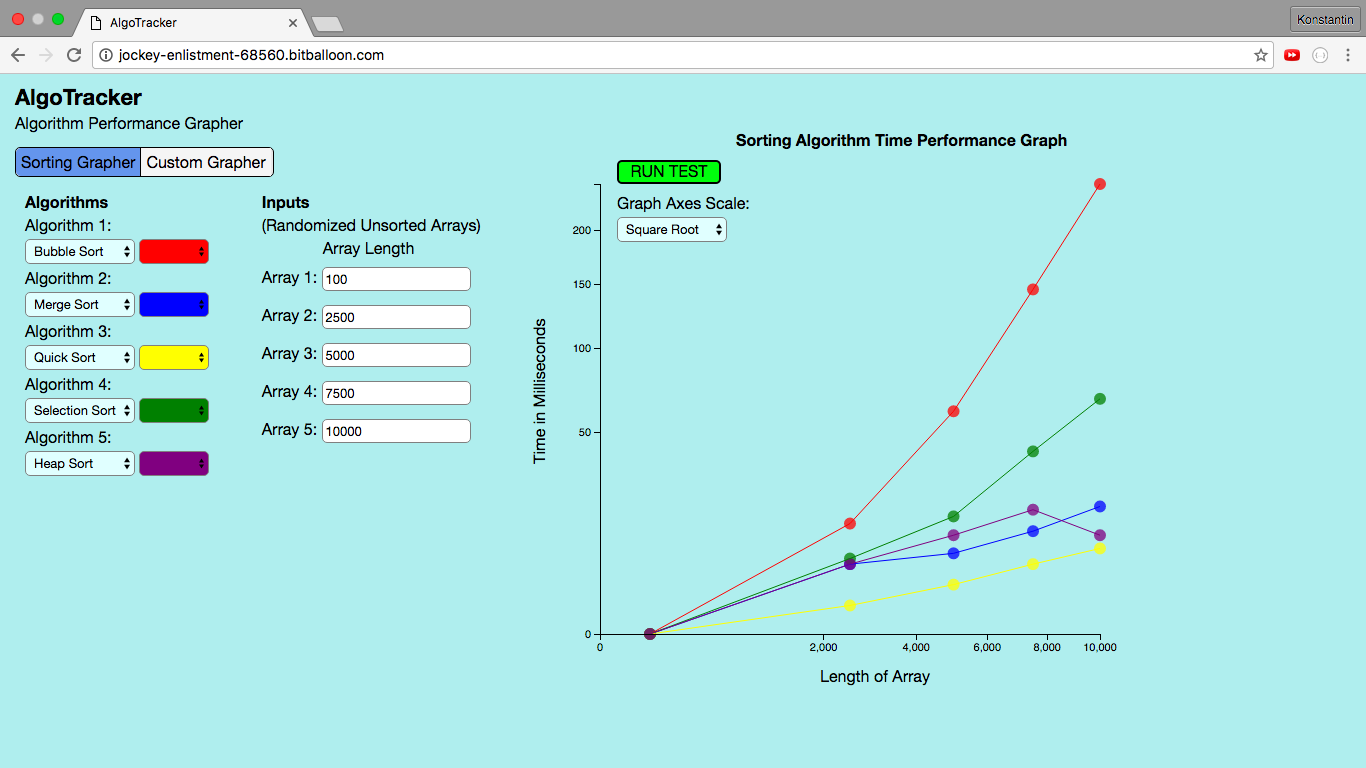 AlgoTracker
Konstantin
jockey-enlistment-68560.bitballoon.com
AlgoTracker
Algorithm Performance Grapher
Sorting Grapher Custom Grapher
Algorithms
Algorithm 1:
Bubble Sort
Algorithm 2:
Merge Sort
Algorithm 3:
Quick Sort
Algorithm 4:
Selection Sort
Algorithm 5:
Heap Sort
Inputs
(Randomized Unsorted Arrays)
Array Length
Array 1: 100
Array 2: 2500
Array 3: 5000
Array 4: 7500
Array 5: 10000
Sorting Algorithm Time Performance Graph
RUN TEST
Graph Axes Scale:
Square Root
Time in Milliseconds
200
150
100
50
0
0 2,000 4,000 6,000 8,000 10,000
Length of Array